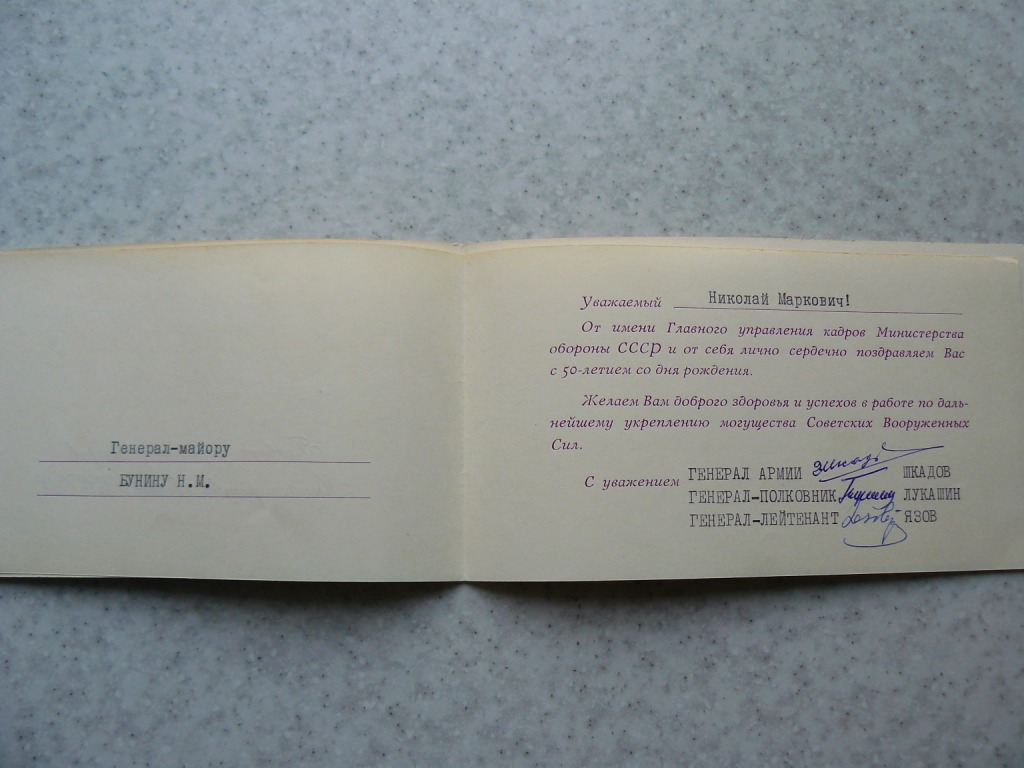 Генерал-майору
БУНИНУ Н.М.
Уважаемый Николай Маркович!
От имени Главного управления кадров Министерства
обороны СССР и от себя лично сердечно поздравляем Вас
с 50-летием со дня рождения.
Желаем Вам доброго здоровья и успехов в работе по даль-
нейшему укреплению могущества Советских Вооруженных
Сил.
С уважением ГЕНЕРАЛ АРМИИ ШКАДОВ
ГЕНЕРАЛ-ПОЛКОВНИК ЛУКАШИН
ГЕНЕРАЛ-ЛЕЙТЕНАНТ ЯЗОВ